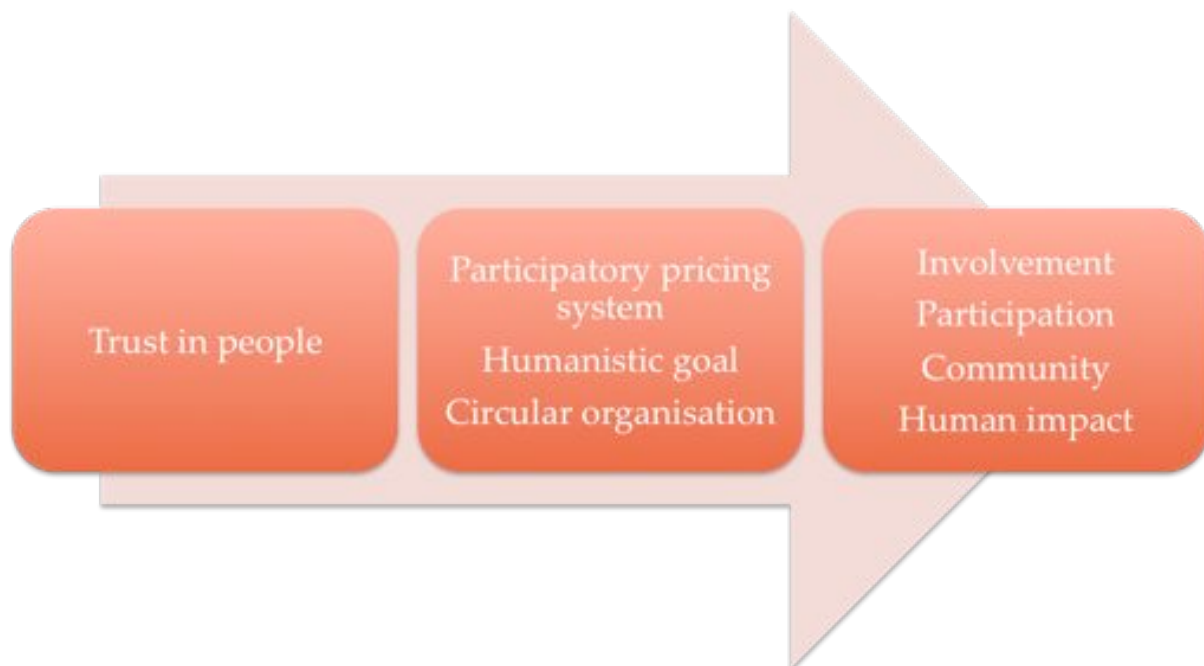 Trust in people
Participatory pricing
system
Humanistic goal
Circular organisation
Involvement
Participation
Community
Human impact